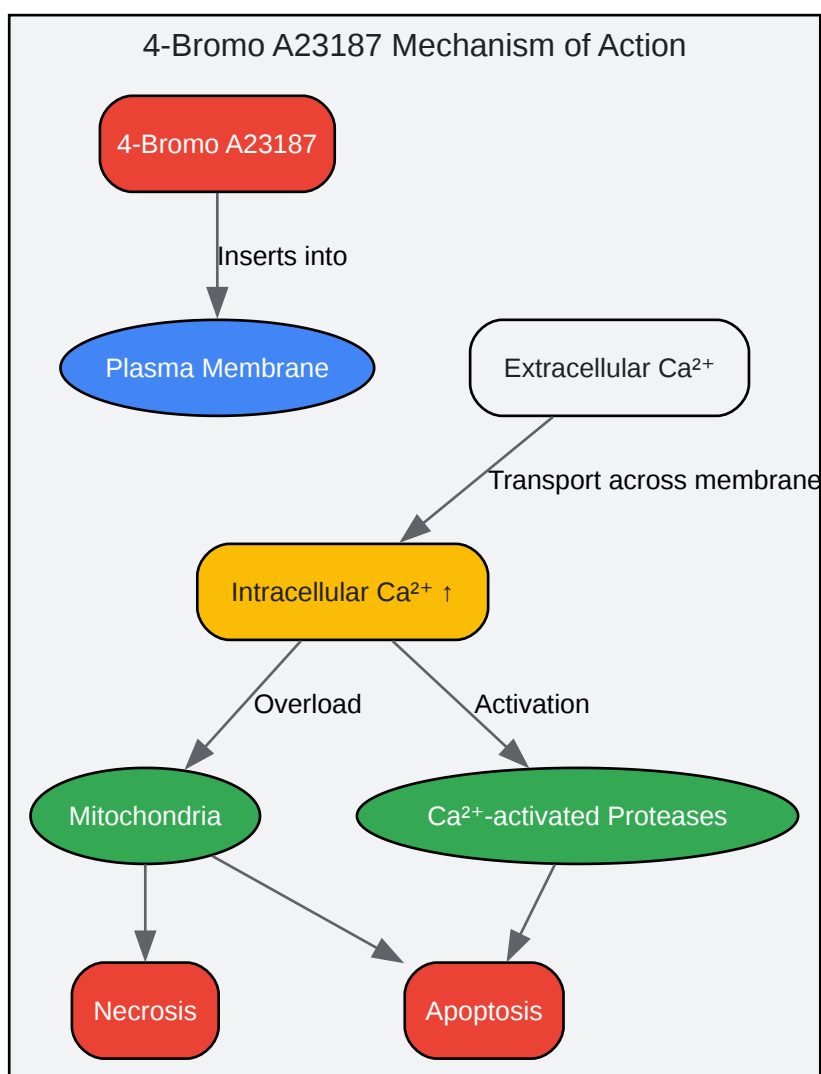 4-Bromo A23187 Mechanism of Action
4-Bromo A23187
Inserts into
Plasma Membrane
Extracellular Ca²⁺
Transport across membrane
Intracellular Ca²⁺ ↑
Overload
Activation
Mitochondria
Ca²⁺-activated Proteases
Necrosis
Apoptosis